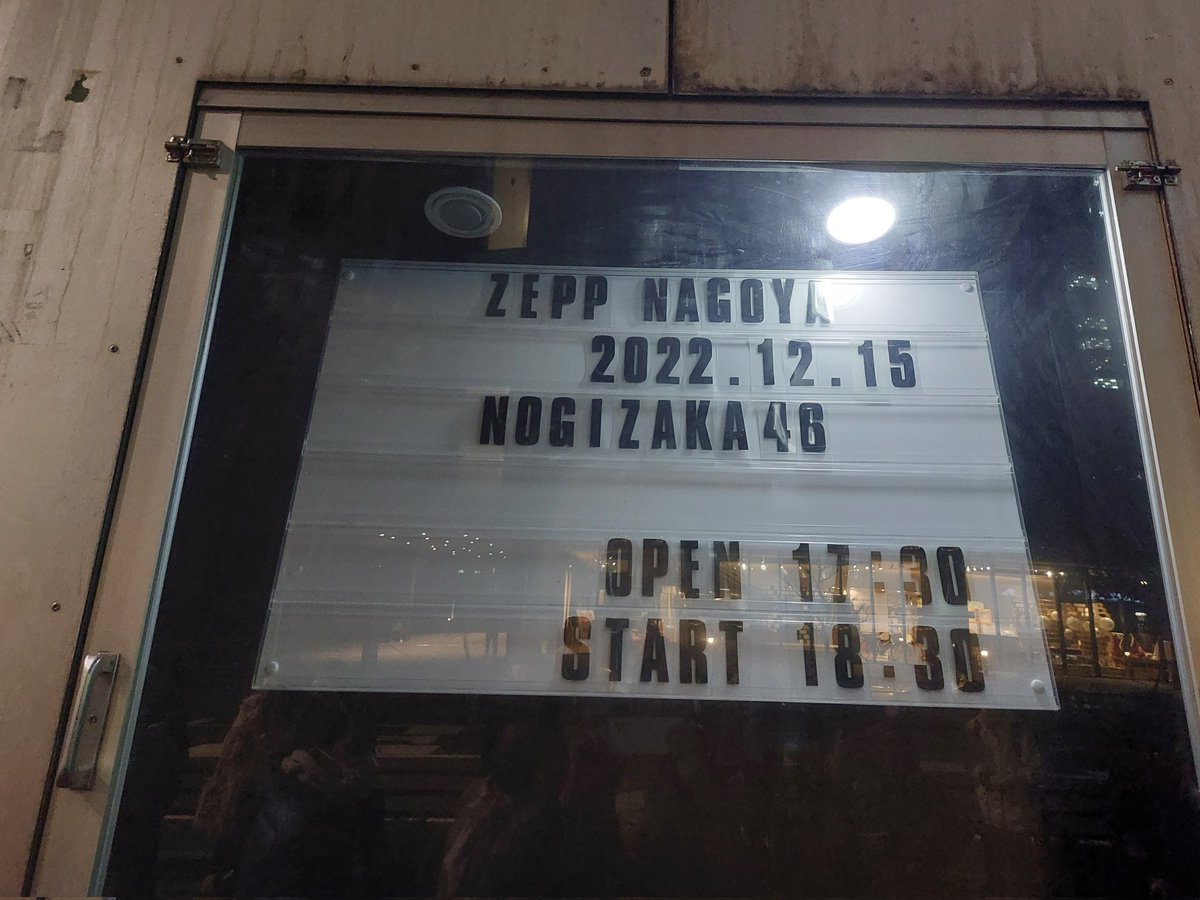 ZEPP NAGOYA
2022.12.15
NOGIZAKA46
OPEN 17:30
START 18:30